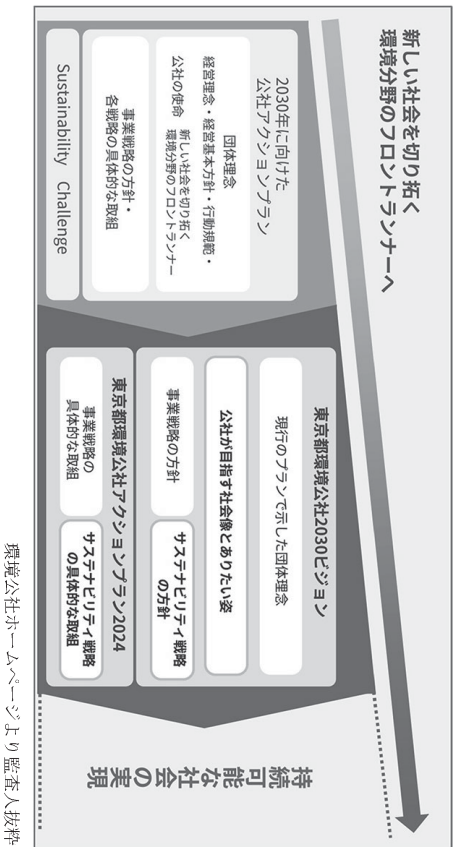 新しい社会を切り拓く
環境分野のフロントランナーへ
2030年に向けた
公社アクションプラン
団体理念
経営理念・経営基本方針・行動規範・
公社の使命 新しい社会を切り拓く
環境分野のフロントランナー
事業戦略の方針・
各戦略の具体的な取組
Sustainability Challenge
東京都環境公社2030ビジョン
現行のプランで示した団体理念
公社が目指す社会像とありたい姿
事業戦略の方針
サステナビリティ戦略
の方針
東京都環境公社アクションプラン2024
事業戦略の
具体的な取組
サステナビリティ戦略
の具体的な取組
持続可能な社会の実現
環境公社ホームページより監査人抜粋